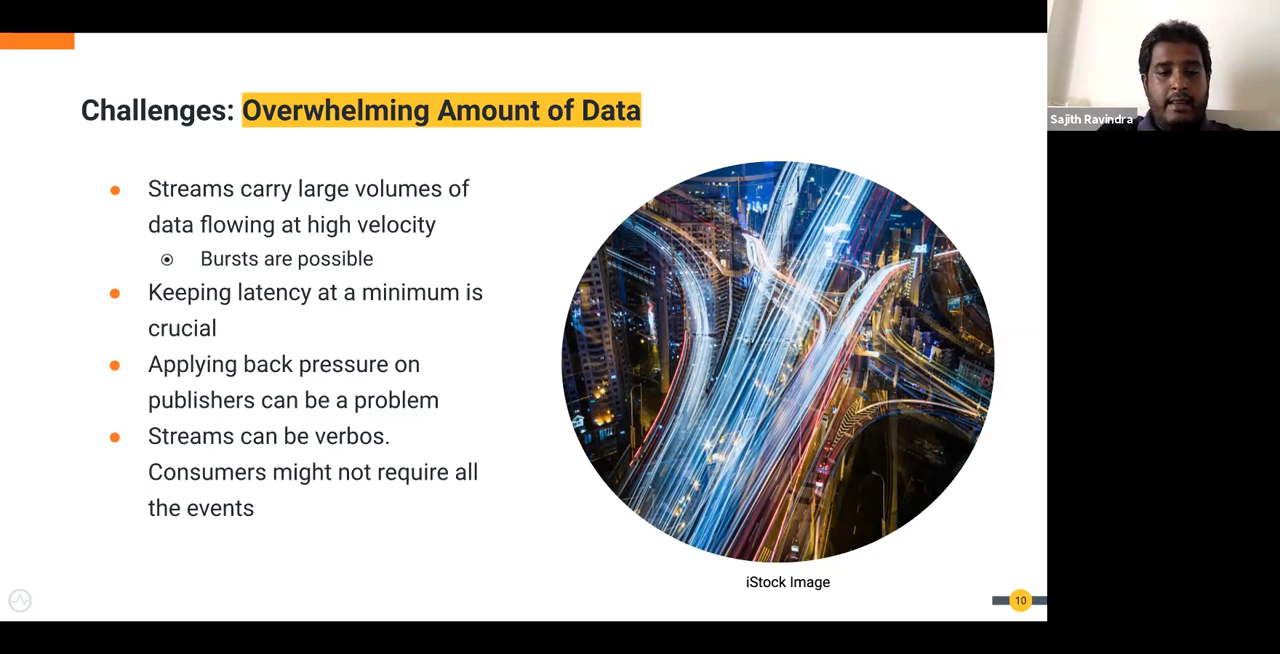 Challenges: Overwhelming Amount of Data
Streams carry large volumes of
data flowing at high velocity
Bursts are possible
Keeping latency at a minimum is
crucial
Applying back pressure on
publishers can be a problem
Streams can be verbos.
Consumers might not require all
the events
iStock Image
10
Sajith Ravindra